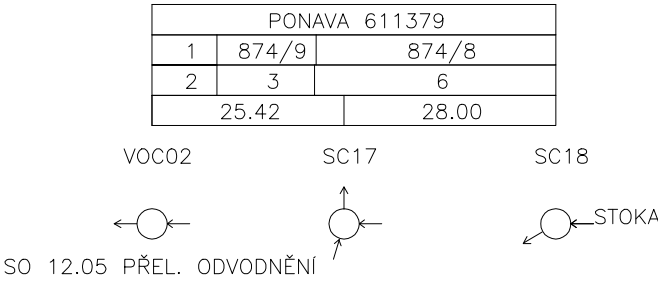 PONAVA 611379
1 874/9 874/8
2 3 6
25.42 28.00
VOC02 SC17 SC18
STOKA
SO 12.05 PŘEL. ODVODNĚNÍ